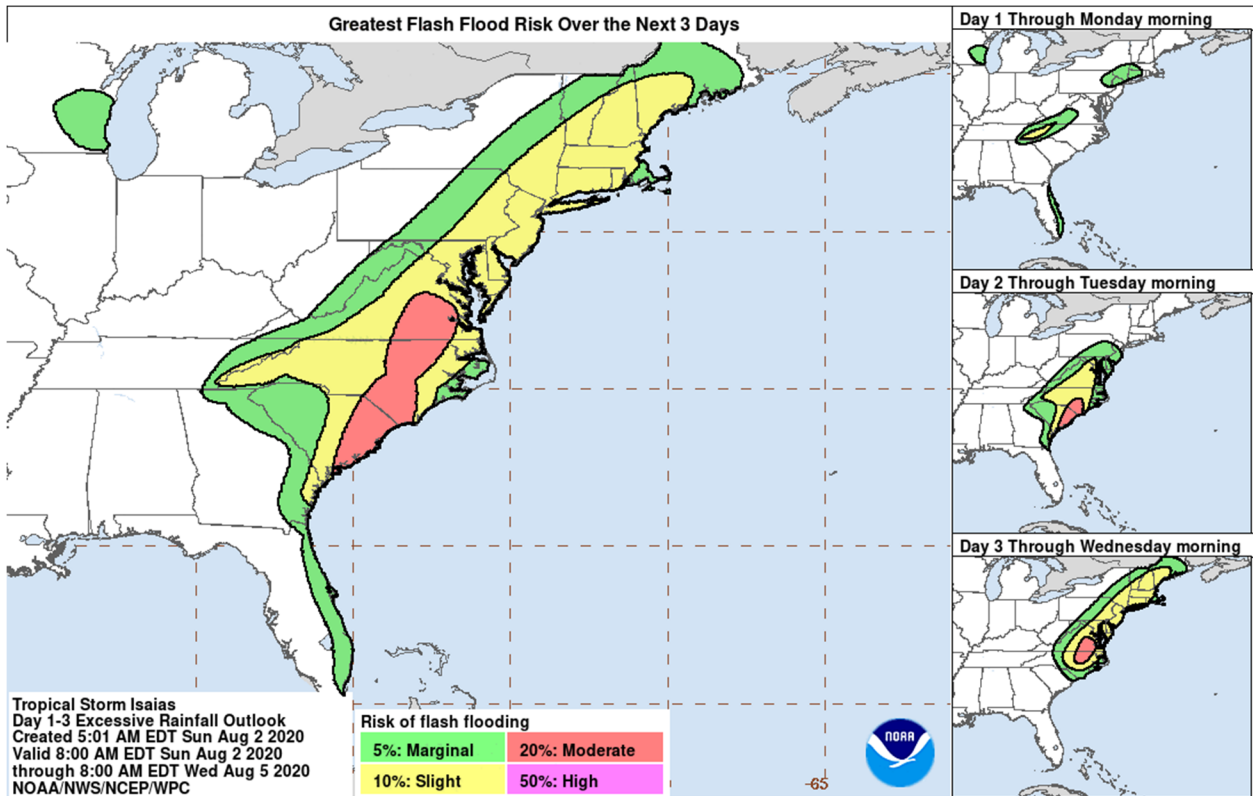 Greatest Flash Flood Risk Over the Next 3 Days
Day 1 Through Monday morning
Day 2 Through Tuesday morning
Day 3 Through Wednesday morning
Tropical Storm Isaias
Day 1-3 Excessive Rainfall Outlook
Created 5:01 AM EDT Sun Aug 2 2020
Valid 8:00 AM EDT Sun Aug 2 2020
through 8:00 AM EDT Wed Aug 5 2020
NOAA/NWS/NCEP/WPC
Risk of flash flooding
5%: Marginal
20%: Moderate
10%: Slight
50%: High
NOAA
-65